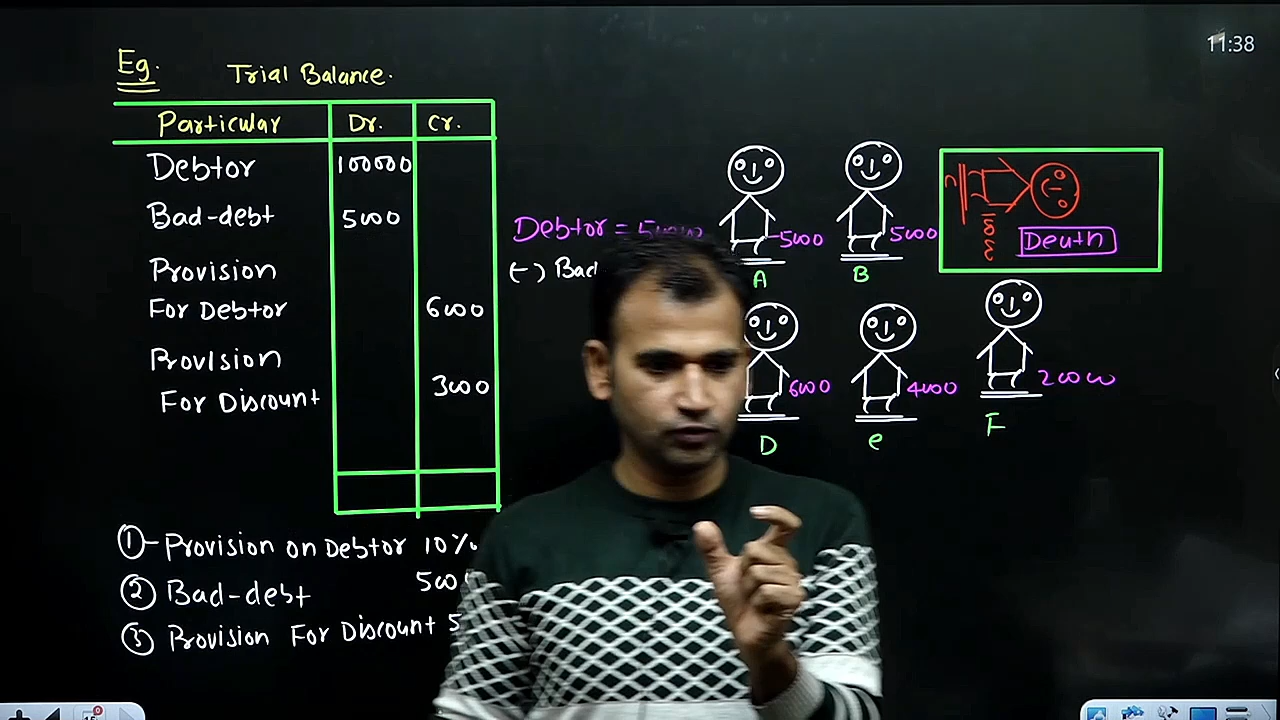 11:38
Eg. Trial Balance.
Particular Dr. Cr.
Debtor 100000
Bad-debt 5000
Provision
For Debtor 6000
Provision
For Discount 3000
①- Provision on Debtor 10%
② Bad-debt
③ Provision For Discount
Debtor =
(-) Bad
5000
A
5000
B
Death
6000
D
4000
e
20000
F